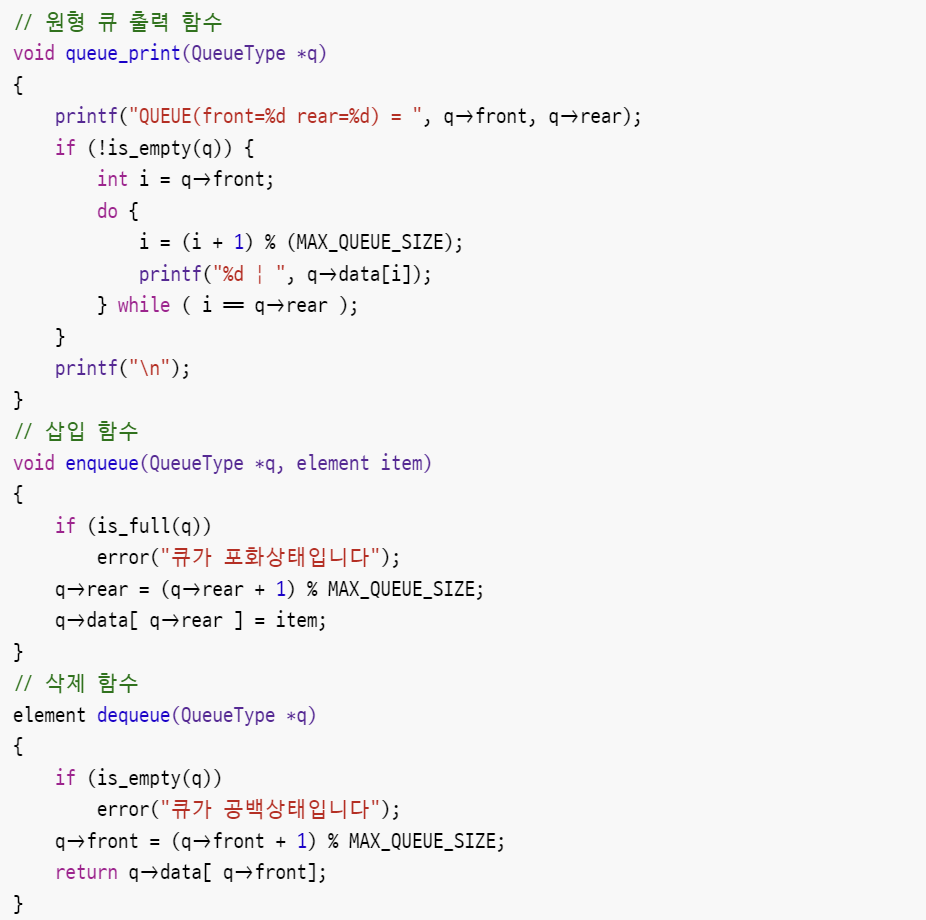 // 원형 큐 출력 함수
void queue_print(QueueType *q)
{
    printf("QUEUE(front=%d rear=%d) = ", q->front, q->rear);
    if (!is_empty(q)) {
        int i = q->front;
        do {
            i = (i + 1) % (MAX_QUEUE_SIZE);
            printf("%d | ", q->data[i]);
        } while ( i == q->rear );
    }
    printf("\n");
}
// 삽입 함수
void enqueue(QueueType *q, element item)
{
    if (is_full(q))
        error("큐가 포화상태입니다");
    q->rear = (q->rear + 1) % MAX_QUEUE_SIZE;
    q->data[ q->rear ] = item;
}
// 삭제 함수
element dequeue(QueueType *q)
{
    if (is_empty(q))
        error("큐가 공백상태입니다");
    q->front = (q->front + 1) % MAX_QUEUE_SIZE;
    return q->data[ q->front];
}